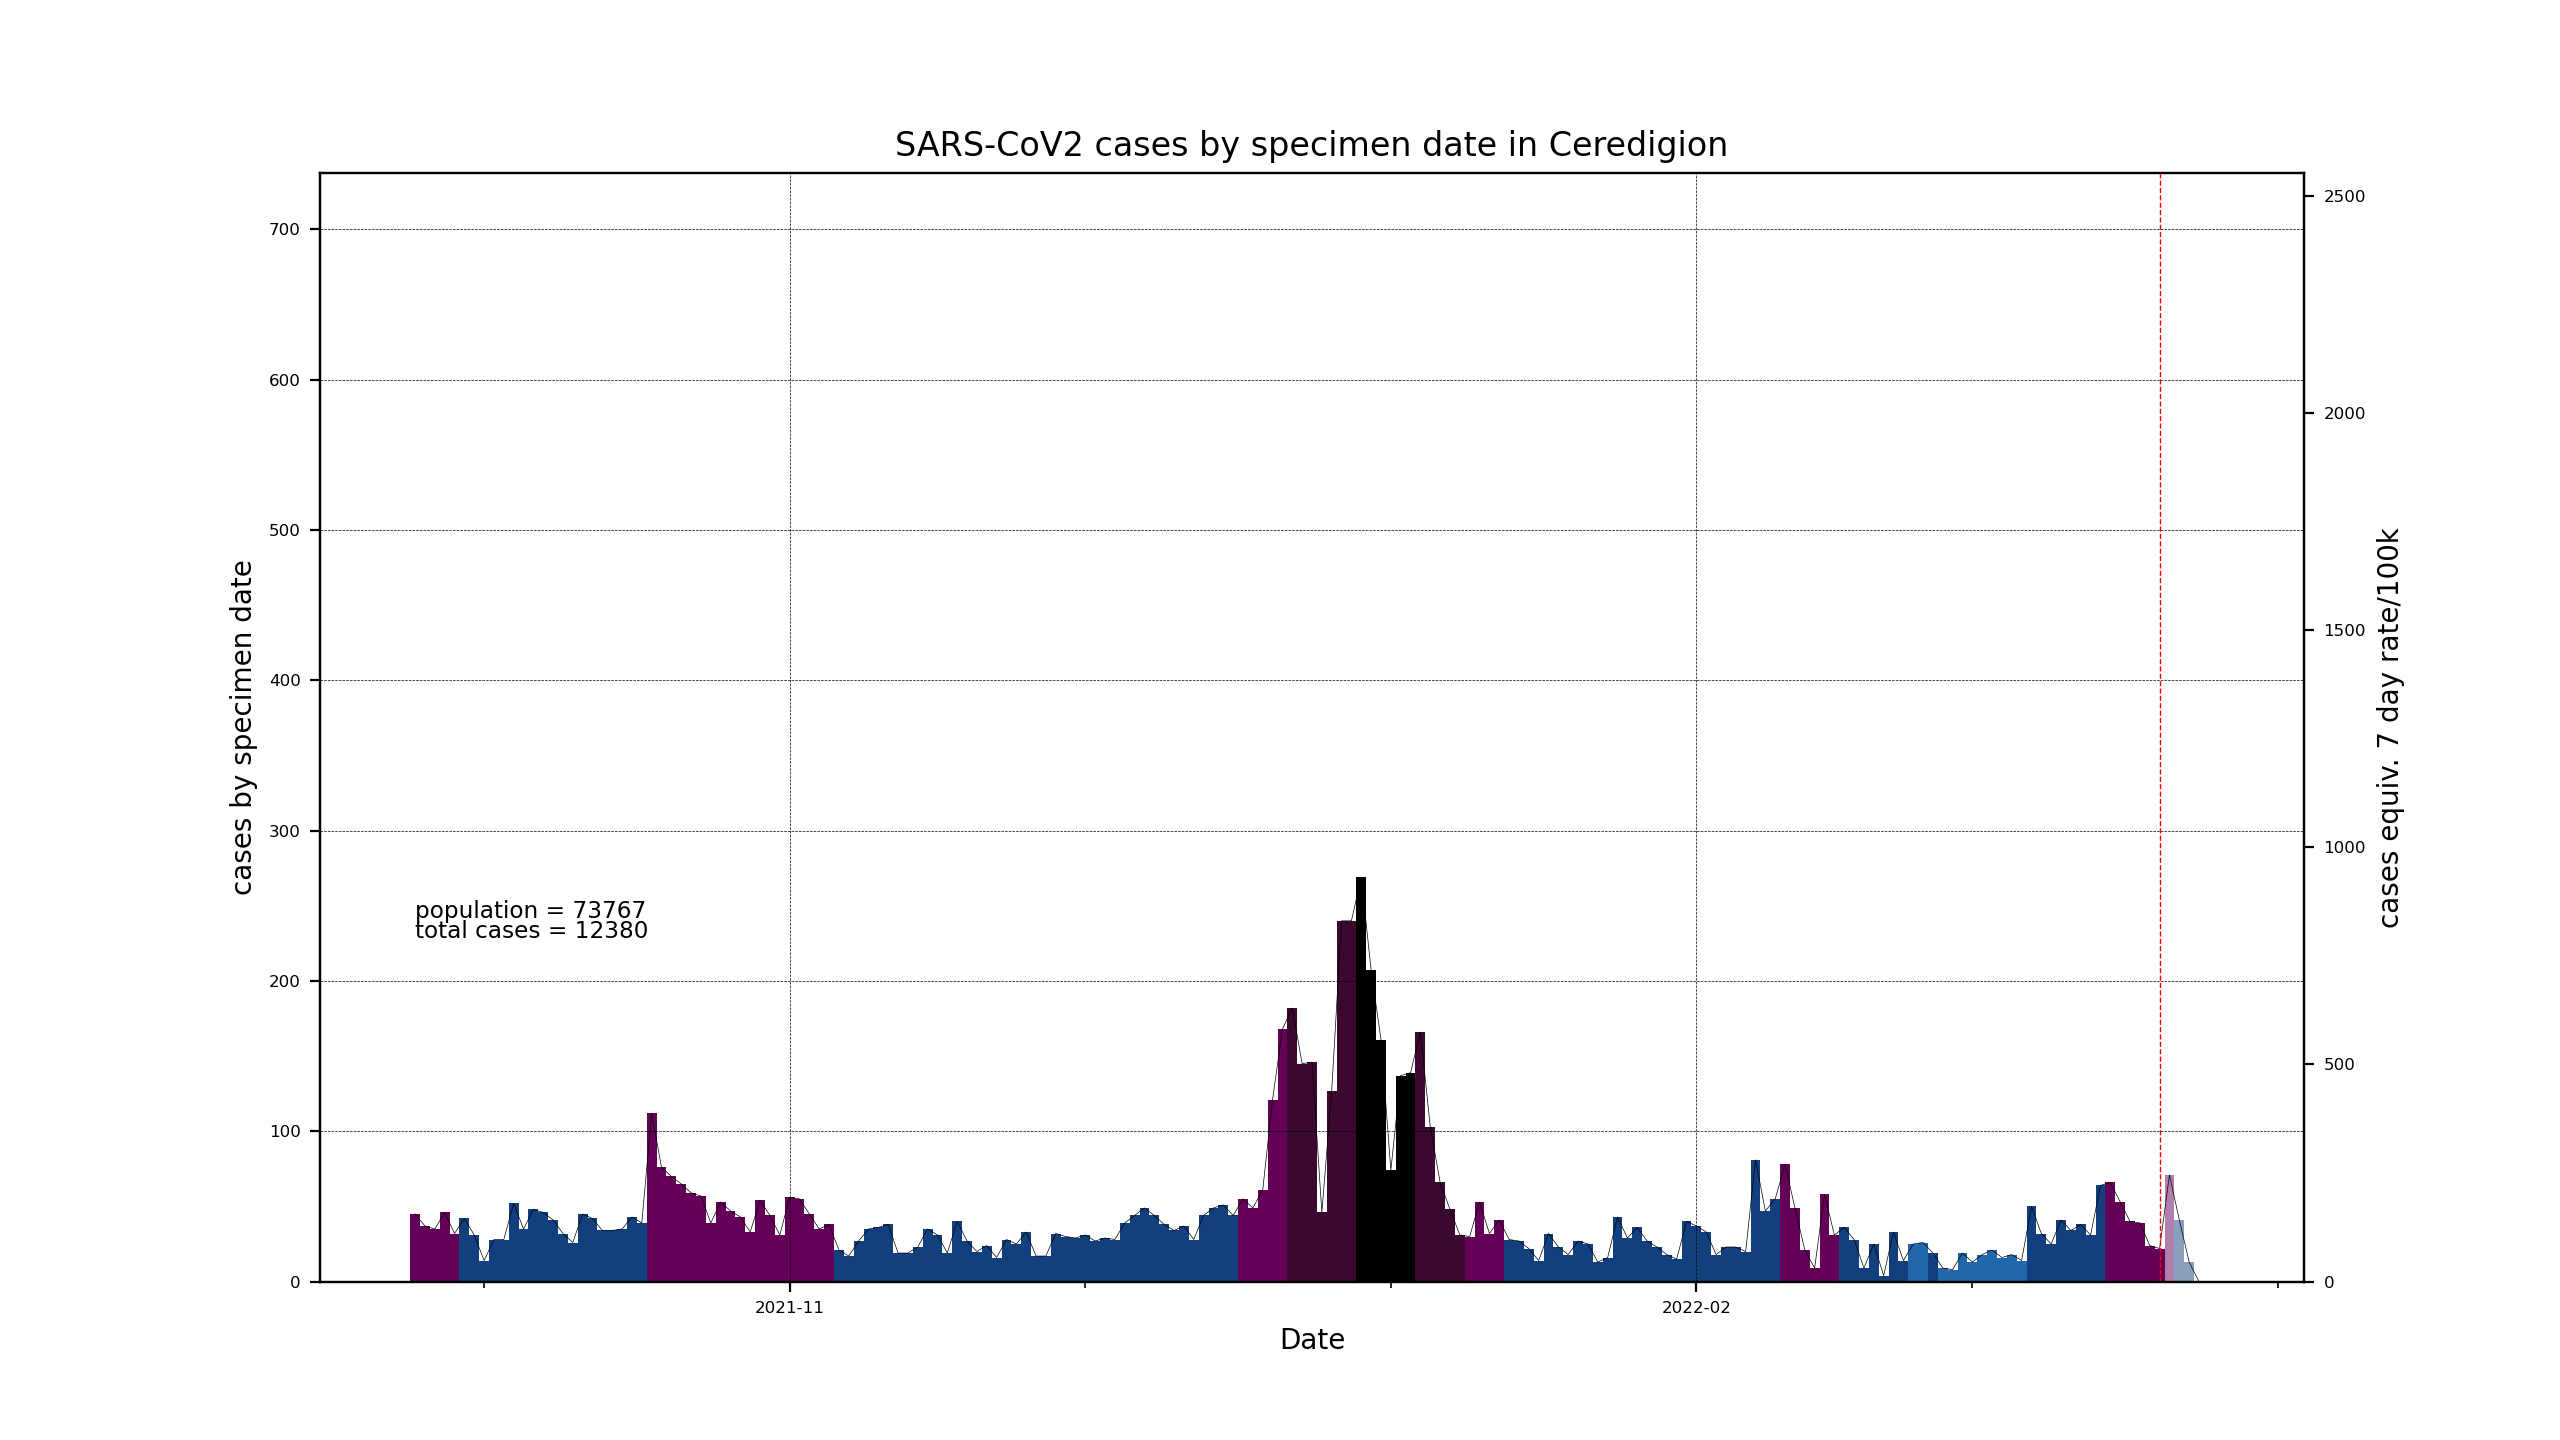 SARS-CoV2 cases by specimen date in Ceredigion
700
600
500
400
300
200
100
0
cases by specimen date
population = 73767
total cases = 12380
2500
2000
1500
1000
500
0
cases equiv. 7 day rate/100k
2021-11
2022-02
Date